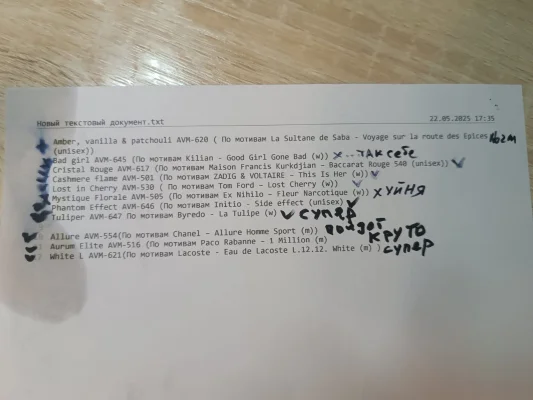 Новый текстовый документ.txt 22.05.2025 17:35
Amber, vanilla & patchouli AVM-620 ( По мотивам La Sultane de Saba - Voyage sur la route des Epices
(unisex))
Bad girl AVM-645 (По мотивам Kilian - Good Girl Gone Bad (w)) x...ТАК СЕБЕ
Cristal Rouge AVM-617 (По мотивам Maison Francis Kurkdjian - Baccarat Rouge 540 (unisex)) ✓
Cashmere flame AVM-501 (По мотивам ZADIG & VOLTAIRE - This Is Her (w)) ✓
Lost in Cherry AVM-530 ( По мотивам Tom Ford - Lost Cherry (w)) ✓
Mystique Florale AVM-505 (По мотивам Ex Nihilo - Fleur Narcotique (w)) x УЙНЯ
Phantom Effect AVM-646 (По мотивам Initio - Side effect (unisex) ✓
Tuliper AVM-647 По мотивам Byredo - La Tulipe (w) ✓ СУПЕР
Allure AVM-554(По мотивам Chanel - Allure Homme Sport (m))
Aurum Elite AVM-516 (По мотивам Paco Rabanne - 1 Million (m) КРУТО
White L AVM-621(По мотивам Lacoste - Eau de Lacoste L.12.12. White (m) ) СУПЕР